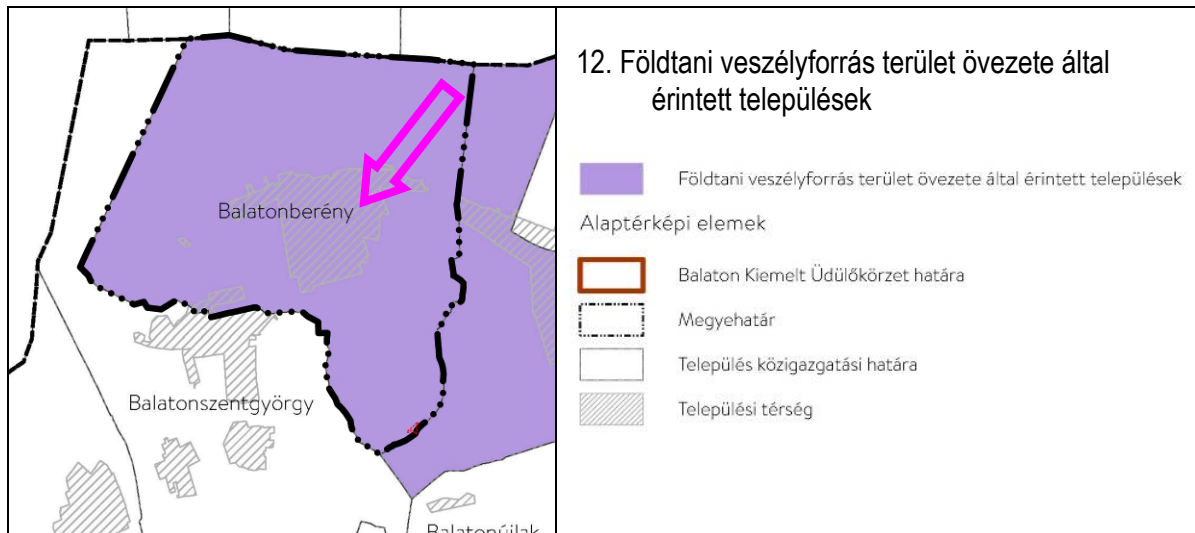 Balatonberény
Balatonszentgyörgy
Balatonújlak
12. Földtani veszélyforrás terület övezete által
érintett települések
Földtani veszélyforrás terület övezete által érintett települések
Alaptérképi elemek
Balaton Kiemelt Üdülőkörzet határa
Megyehatár
Település közigazgatási határa
Települési térség